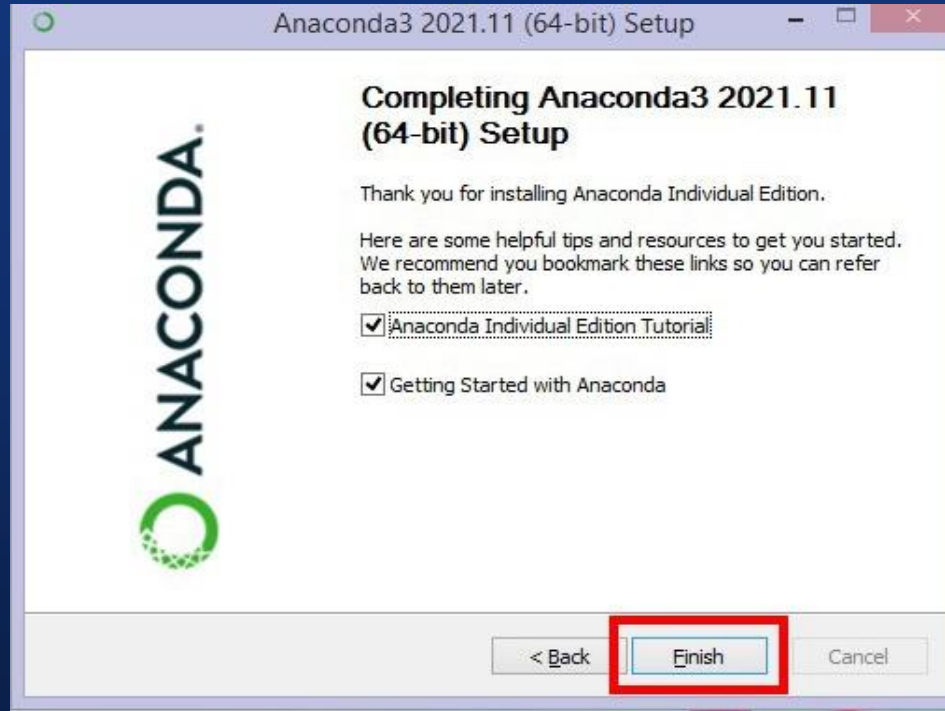 Anaconda3 2021.11 (64-bit) Setup
Completing Anaconda3 2021.11
(64-bit) Setup
Thank you for installing Anaconda Individual Edition.
Here are some helpful tips and resources to get you started.
We recommend you bookmark these links so you can refer
back to them later.
Anaconda Individual Edition Tutorial
Getting Started with Anaconda
ANACONDA.
< Back
Finish
Cancel